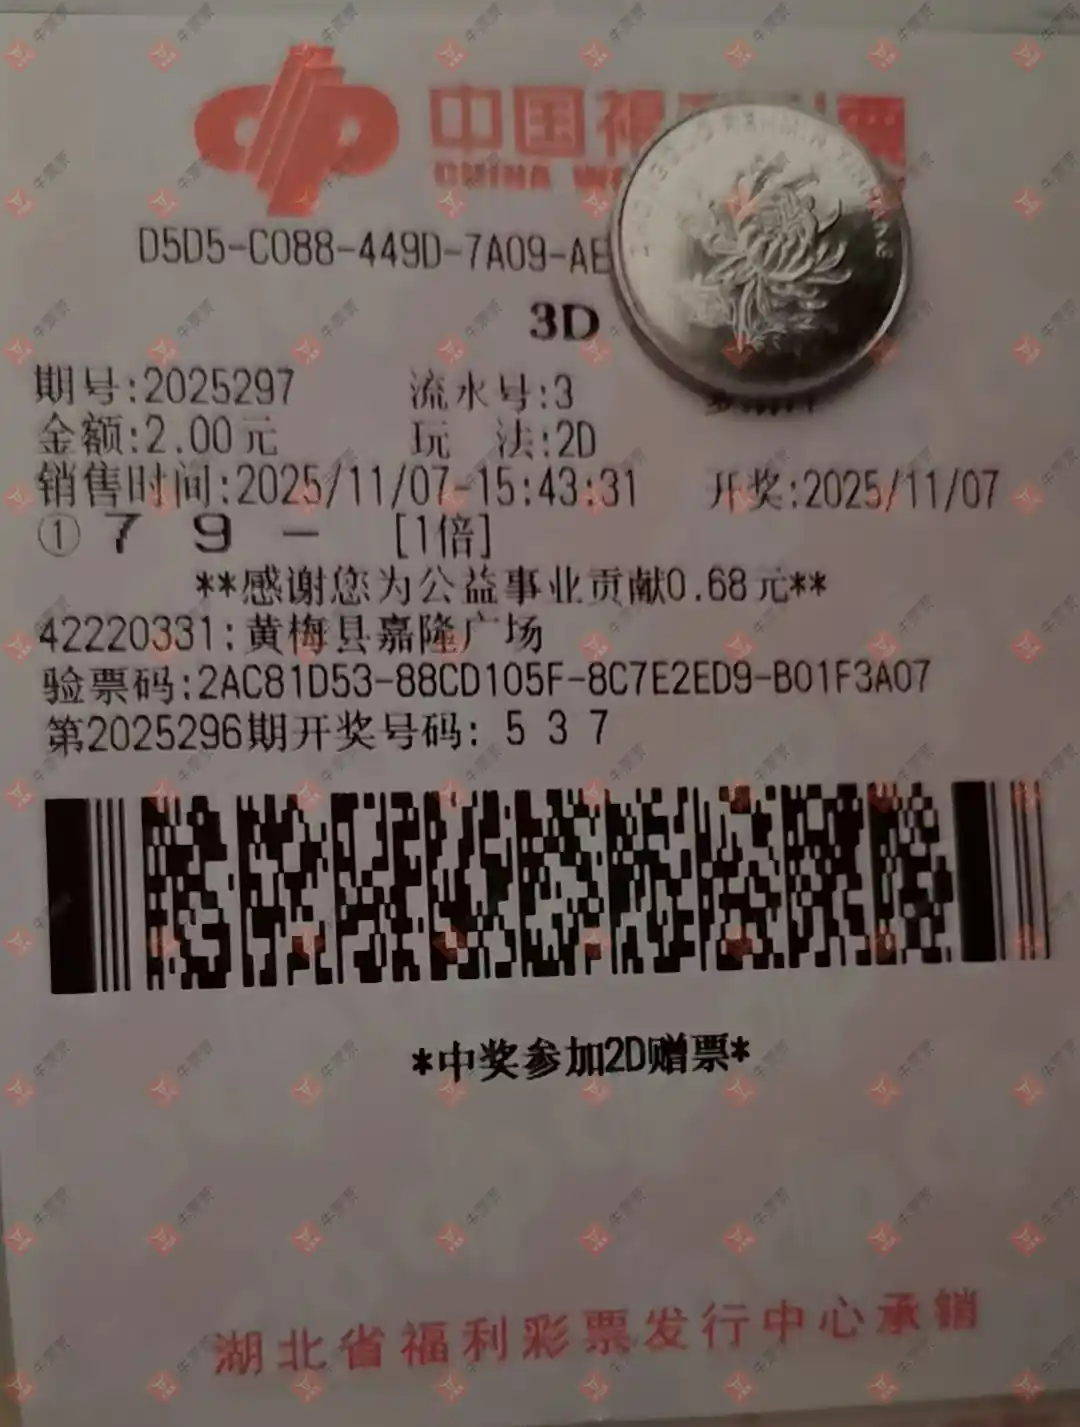 中国福利彩票
CHINA W
D5D5-C088-449D-7A09-AE
3D
期号:2025297 流水号:3
金额:2.00元 玩 法:2D
销售时间:2025/11/07-15:43:31 开奖:2025/11/07
① 7 9 - [1倍]
**感谢您为公益事业贡献0.68元**
42220331:黄梅县嘉隆广场
验票码:2AC81D53-88CD105F-8C7E2ED9-B01F3A07
第2025296期开奖号码: 5 3 7
*中奖参加2D赠票*
湖北省福利彩票发行中心承销